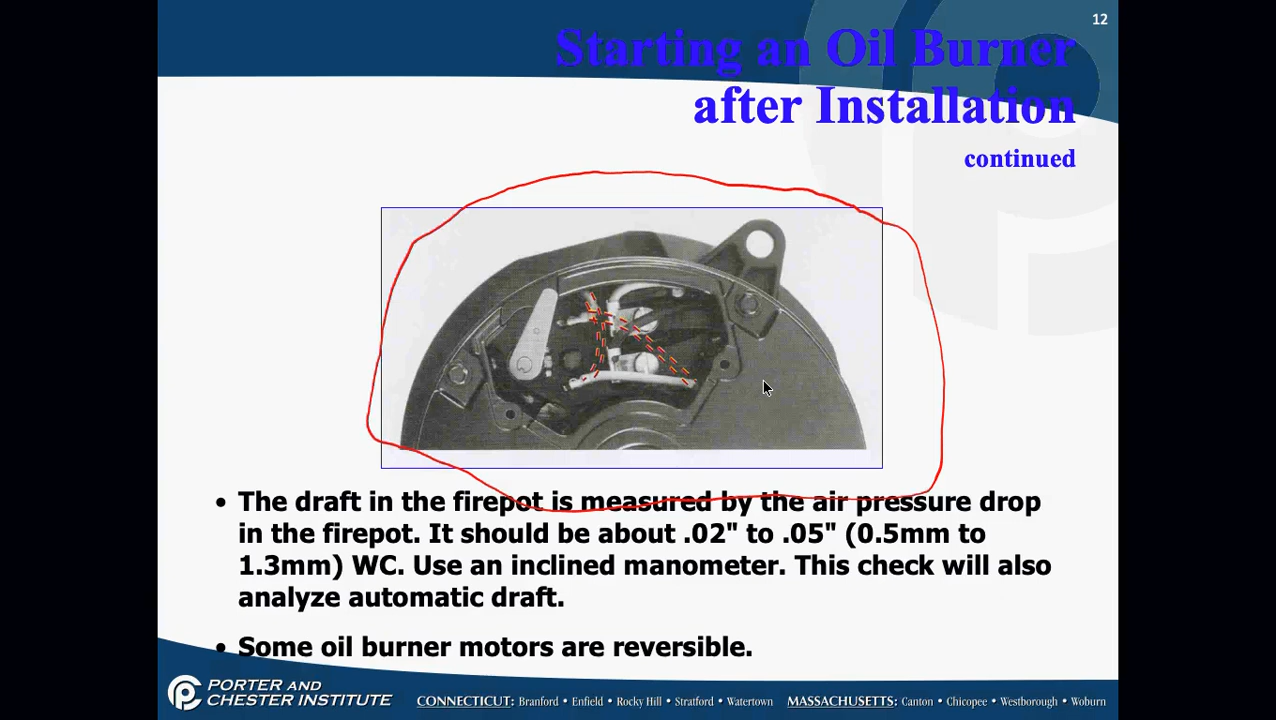 12
Starting an Oil Burner
after Installation
continued
• The draft in the firepot is measured by the air pressure drop
in the firepot. It should be about .02" to .05" (0.5mm to
1.3mm) WC. Use an inclined manometer. This check will also
analyze automatic draft.
• Some oil burner motors are reversible.
PORTER AND
CHESTER INSTITUTE
CONNECTICUT: Branford • Enfield • Rocky Hill • Stratford • Watertown MASSACHUSETTS: Canton • Chicopee • Westborough • Woburn